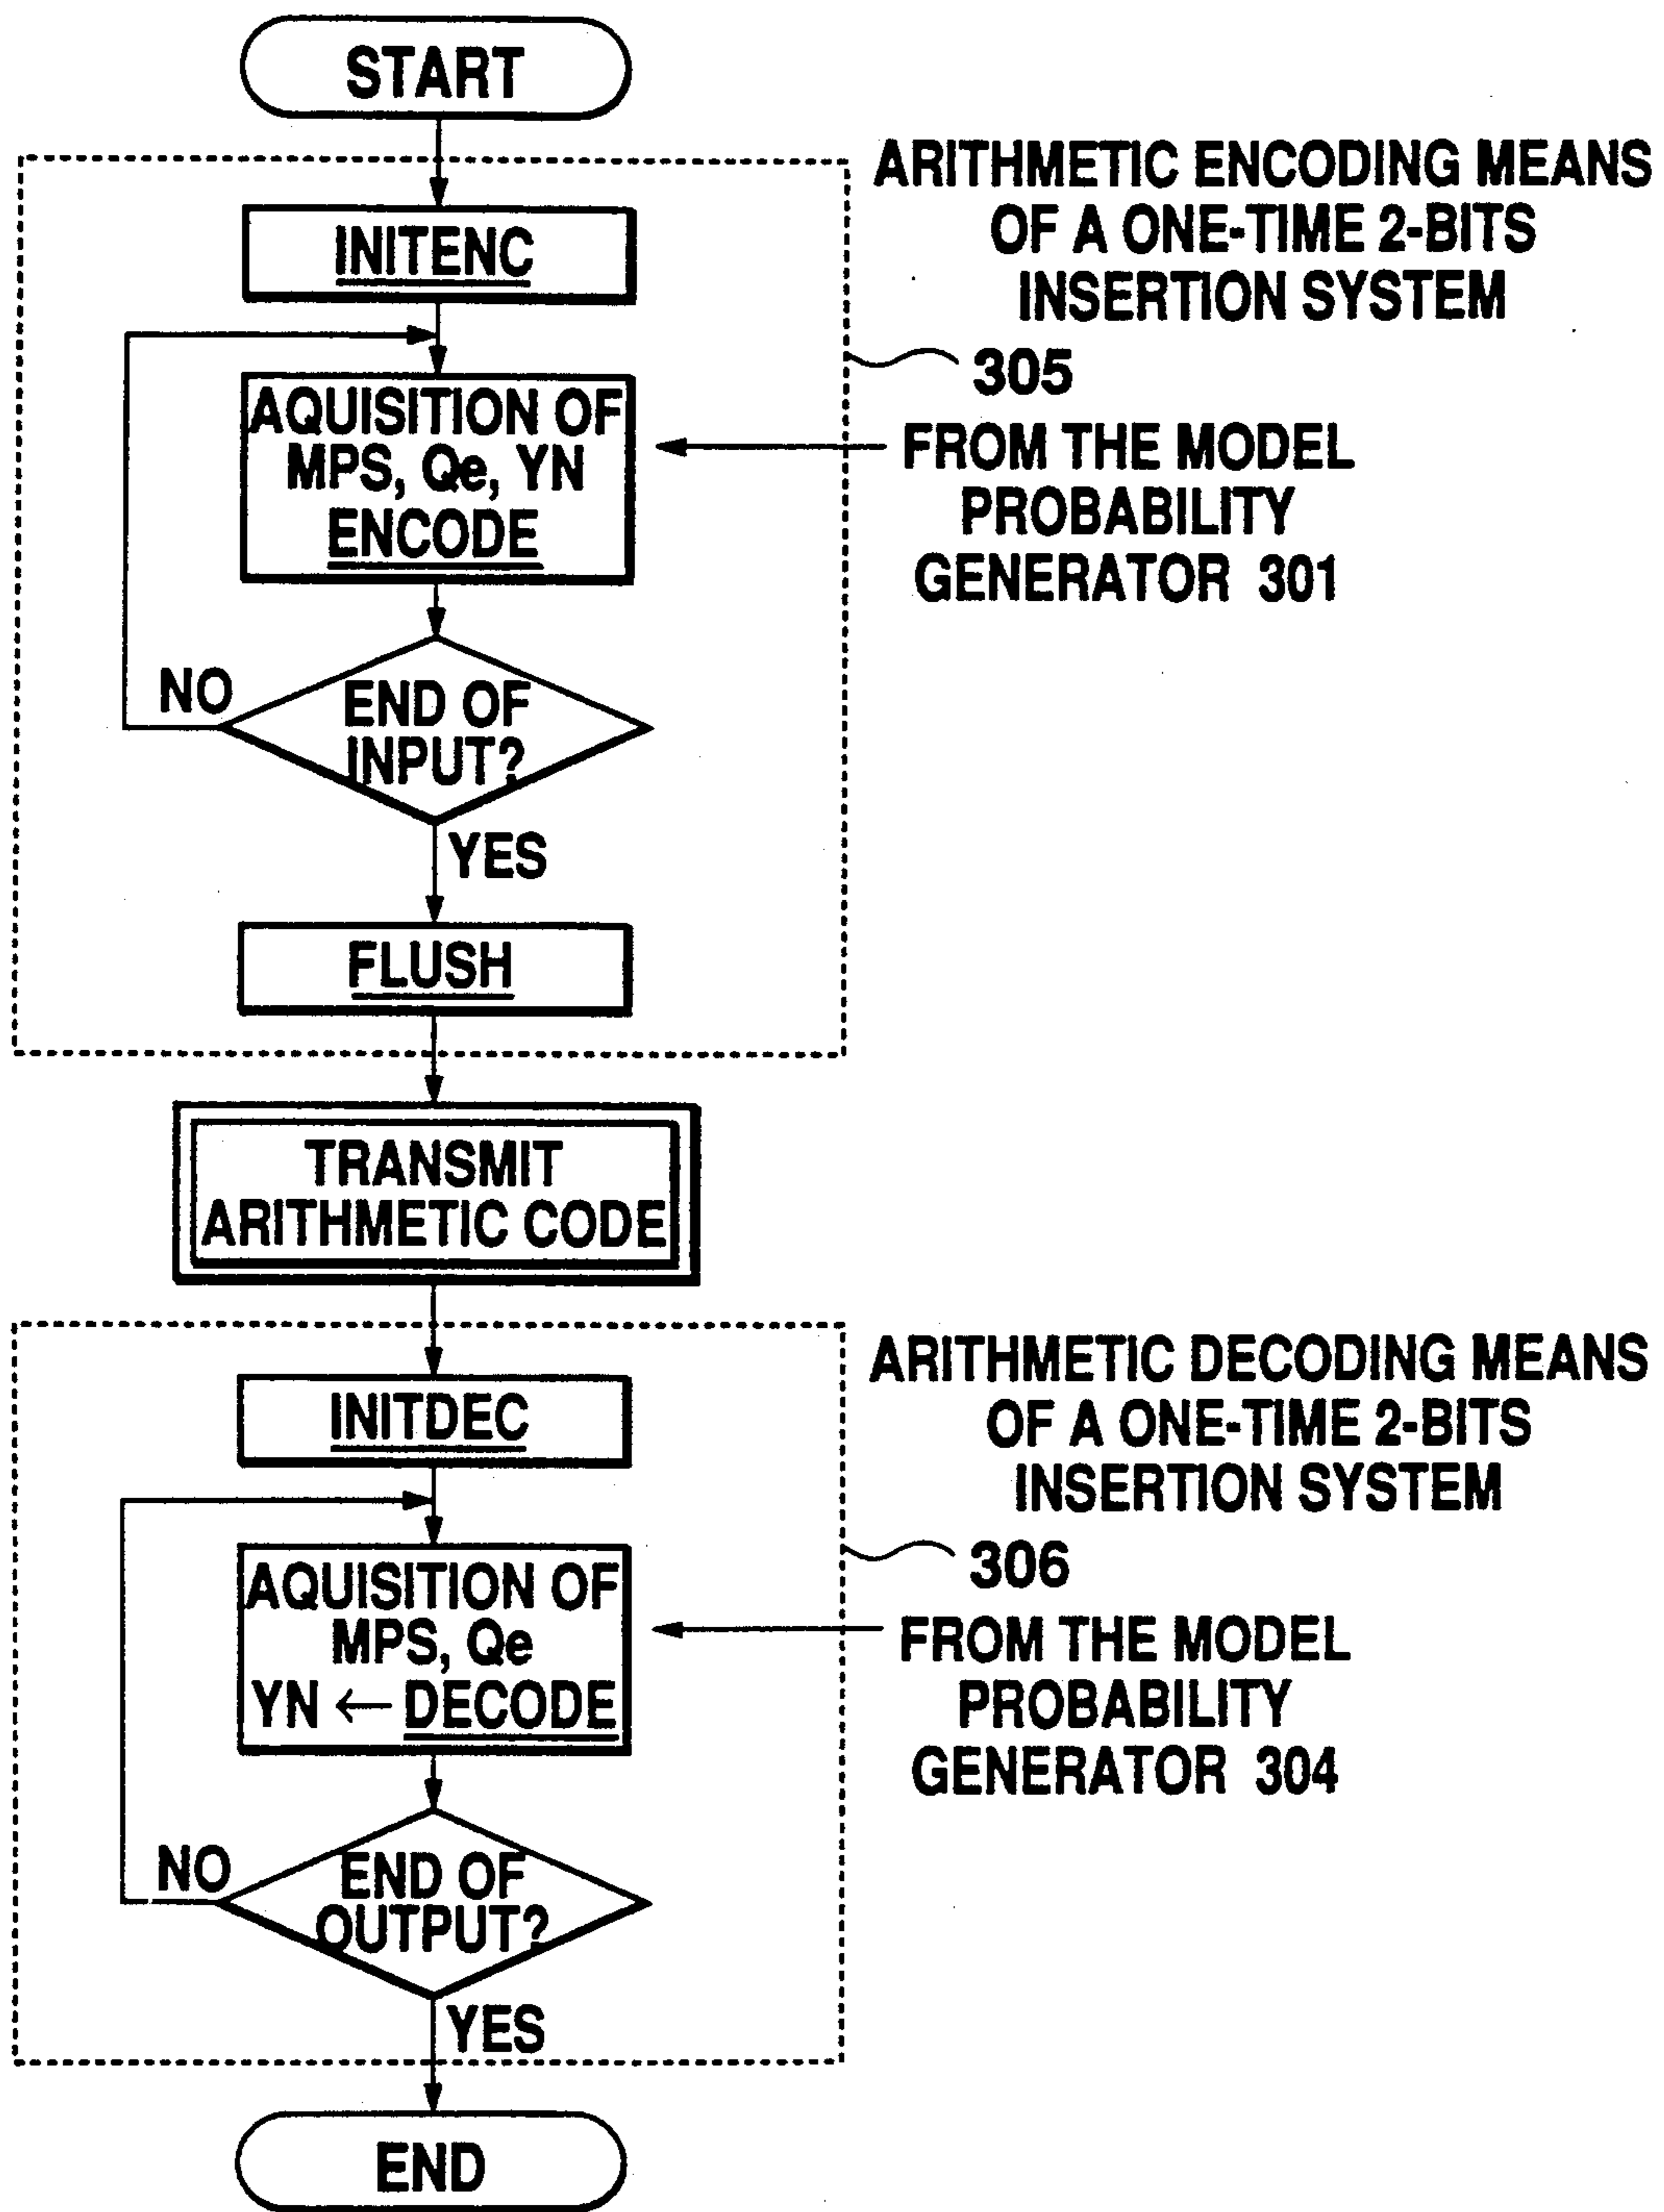 START
ARITHMETIC ENCODING MEANS
OF A ONE-TIME 2-BITS
INSERTION SYSTEM
305
INITENC
AQUISITION OF
MPS, Qe, YN
ENCODE
FROM THE MODEL
PROBABILITY
GENERATOR 301
NO
END OF
INPUT?
YES
FLUSH
TRANSMIT
ARITHMETIC CODE
ARITHMETIC DECODING MEANS
OF A ONE-TIME 2-BITS
INSERTION SYSTEM
306
INITDEC
AQUISITION OF
MPS, Qe
YN ← DECODE
FROM THE MODEL
PROBABILITY
GENERATOR 304
NO
END OF
OUTPUT?
YES
END